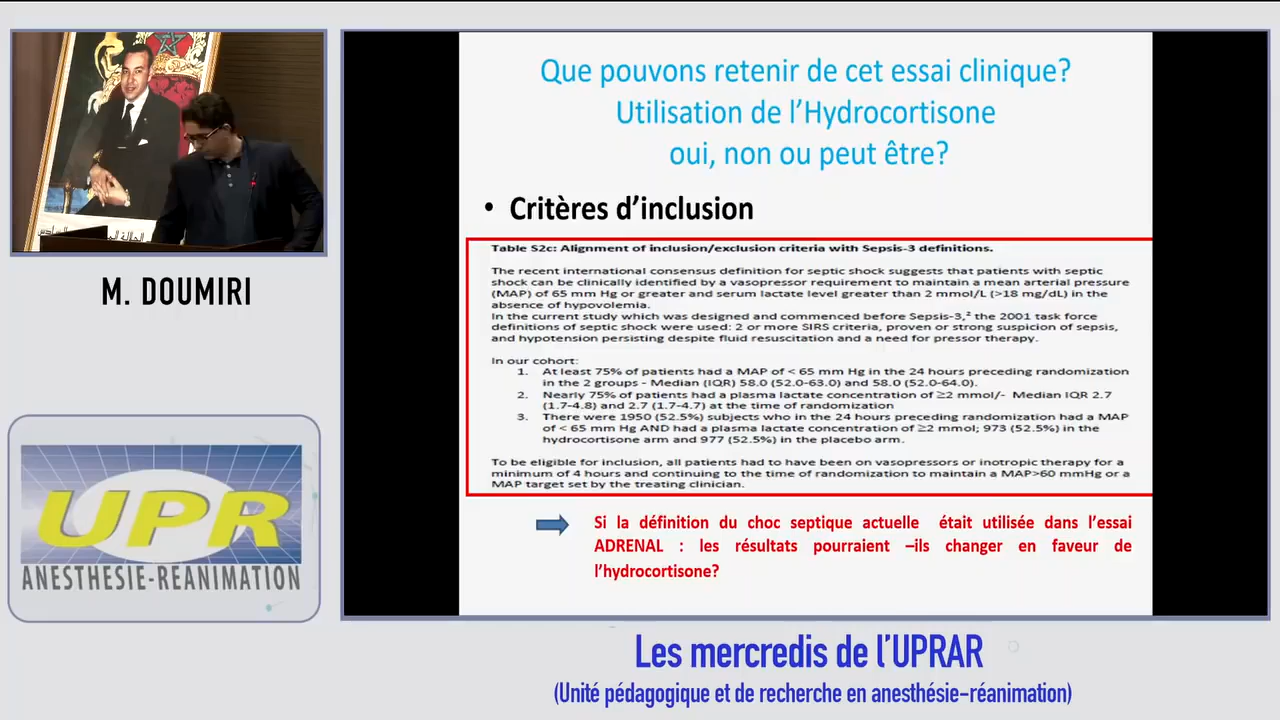 Que pouvons retenir de cet essai clinique?
Utilisation de l’Hydrocortisone
oui, non ou peut être?
• Critères d’inclusion
Table S2c: Alignment of inclusion/exclusion criteria with Sepsis-3 definitions.
The recent international consensus definition for septic shock suggests that patients with septic
shock can be clinically identified by a vasopressor requirement to maintain a mean arterial pressure
(MAP) of 65 mm Hg or greater and serum lactate level greater than 2 mmol/L (>18 mg/dL) in the
absence of hypovolemia.
In the current study which was designed and commenced before Sepsis-3,² the 2001 task force
definitions of septic shock were used: 2 or more SIRS criteria, proven or strong suspicion of sepsis,
and hypotension persisting despite fluid resuscitation and a need for pressor therapy.
In our cohort:
1. At least 75% of patients had a MAP of < 65 mm Hg in the 24 hours preceding randomization
in the 2 groups - Median (IQR) 58.0 (52.0-63.0) and 58.0 (52.0-64.0).
2. Nearly 75% of patients had a plasma lactate concentration of ≥2 mmo/- Median IQR 2.7
(1.7-4.8) and 2.7 (1.7-4.7) at the time of randomization
3. There were 1950 (52.5%) subjects who in the 24 hours preceding randomization had a MAP
of < 65 mm Hg AND had a plasma lactate concentration of ≥2 mmol; 973 (52.5%) in the
hydrocortisone arm and 977 (52.5%) in the placebo arm.
To be eligible for inclusion, all patients had to have been on vasopressors or inotropic therapy for a
minimum of 4 hours and continuing to the time of randomization to maintain a MAP>60 mmHg or a
MAP target set by the treating clinician.
Si la définition du choc septique actuelle était utilisée dans l’essai
ADRENAL : les résultats pourraient –ils changer en faveur de
l’hydrocortisone?
M. DOUMIRI
UPR
ANESTHESIE-REANIMATION
Les mercredis de l’UPRAR
(Unité pédagogique et de recherche en anesthésie-réanimation)